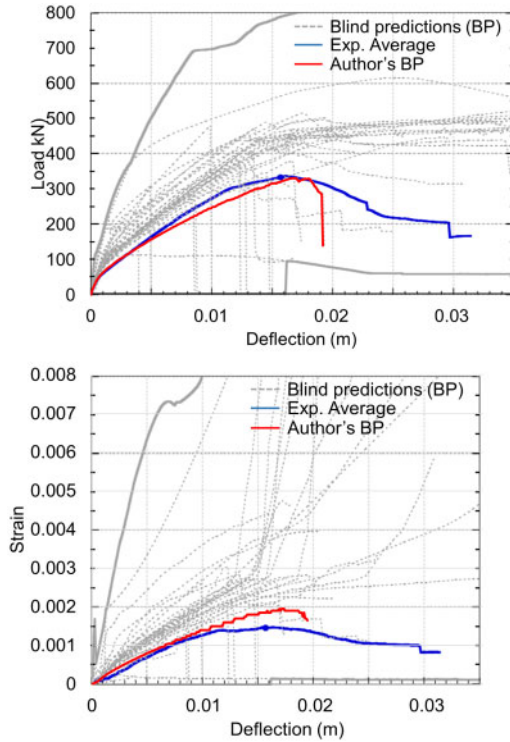 800
Blind predictions (BP)
700
Exp. Average
Author's BP
600
500
Load kN
400
300
200
100
0
0 0.01 0.02 0.03
Deflection (m)
0.008
Blind predictions (BP)
0.007
Exp. Average
Author's BP
0.006
0.005
Strain
0.004
0.003
0.002
0.001
0
0 0.01 0.02 0.03
Deflection (m)